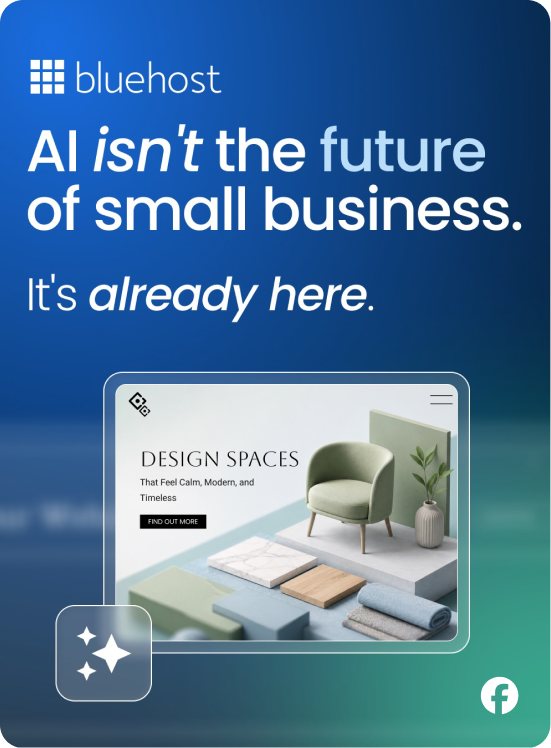 bluehost
AI isn't the future
of small business.
It's already here.
DESIGN SPACES
That Feel Calm, Modern, and
Timeless
FIND OUT MORE